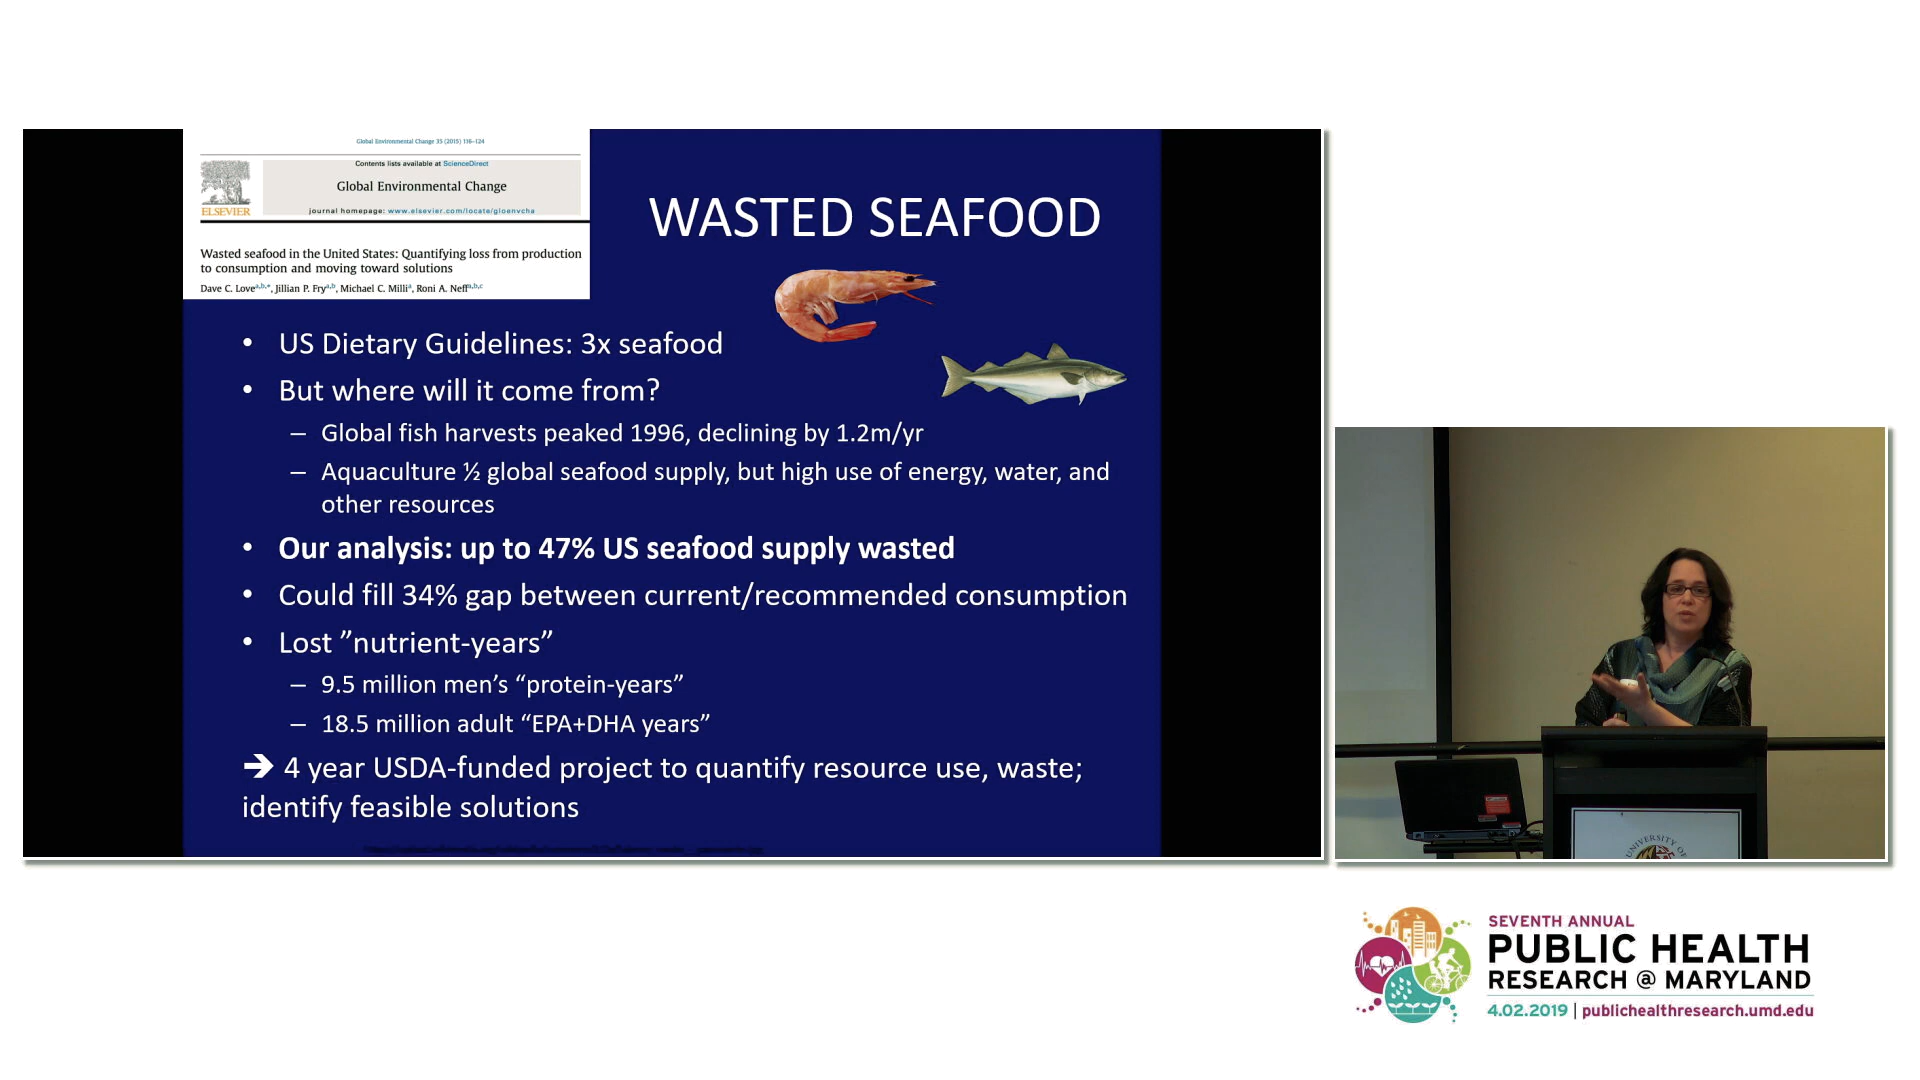 Global Environmental Change 35 (2015) 116–124
Contents lists available at ScienceDirect
Global Environmental Change
journal homepage: www.elsevier.com/locate/gloenvcha
ELSEVIER
Wasted seafood in the United States: Quantifying loss from production
to consumption and moving toward solutions
Dave C. Love a,b,*, Jillian P. Fry a,b, Michael C. Milli a, Roni A. Neff a,b,c
WASTED SEAFOOD
• US Dietary Guidelines: 3x seafood
• But where will it come from?
– Global fish harvests peaked 1996, declining by 1.2m/yr
– Aquaculture ½ global seafood supply, but high use of energy, water, and
other resources
• Our analysis: up to 47% US seafood supply wasted
• Could fill 34% gap between current/recommended consumption
• Lost ”nutrient-years”
– 9.5 million men’s “protein-years”
– 18.5 million adult “EPA+DHA years”
➔ 4 year USDA-funded project to quantify resource use, waste;
identify feasible solutions
UNIVERSITY OF
SEVENTH ANNUAL
PUBLIC HEALTH
RESEARCH @ MARYLAND
4.02.2019 | publichealthresearch.umd.edu